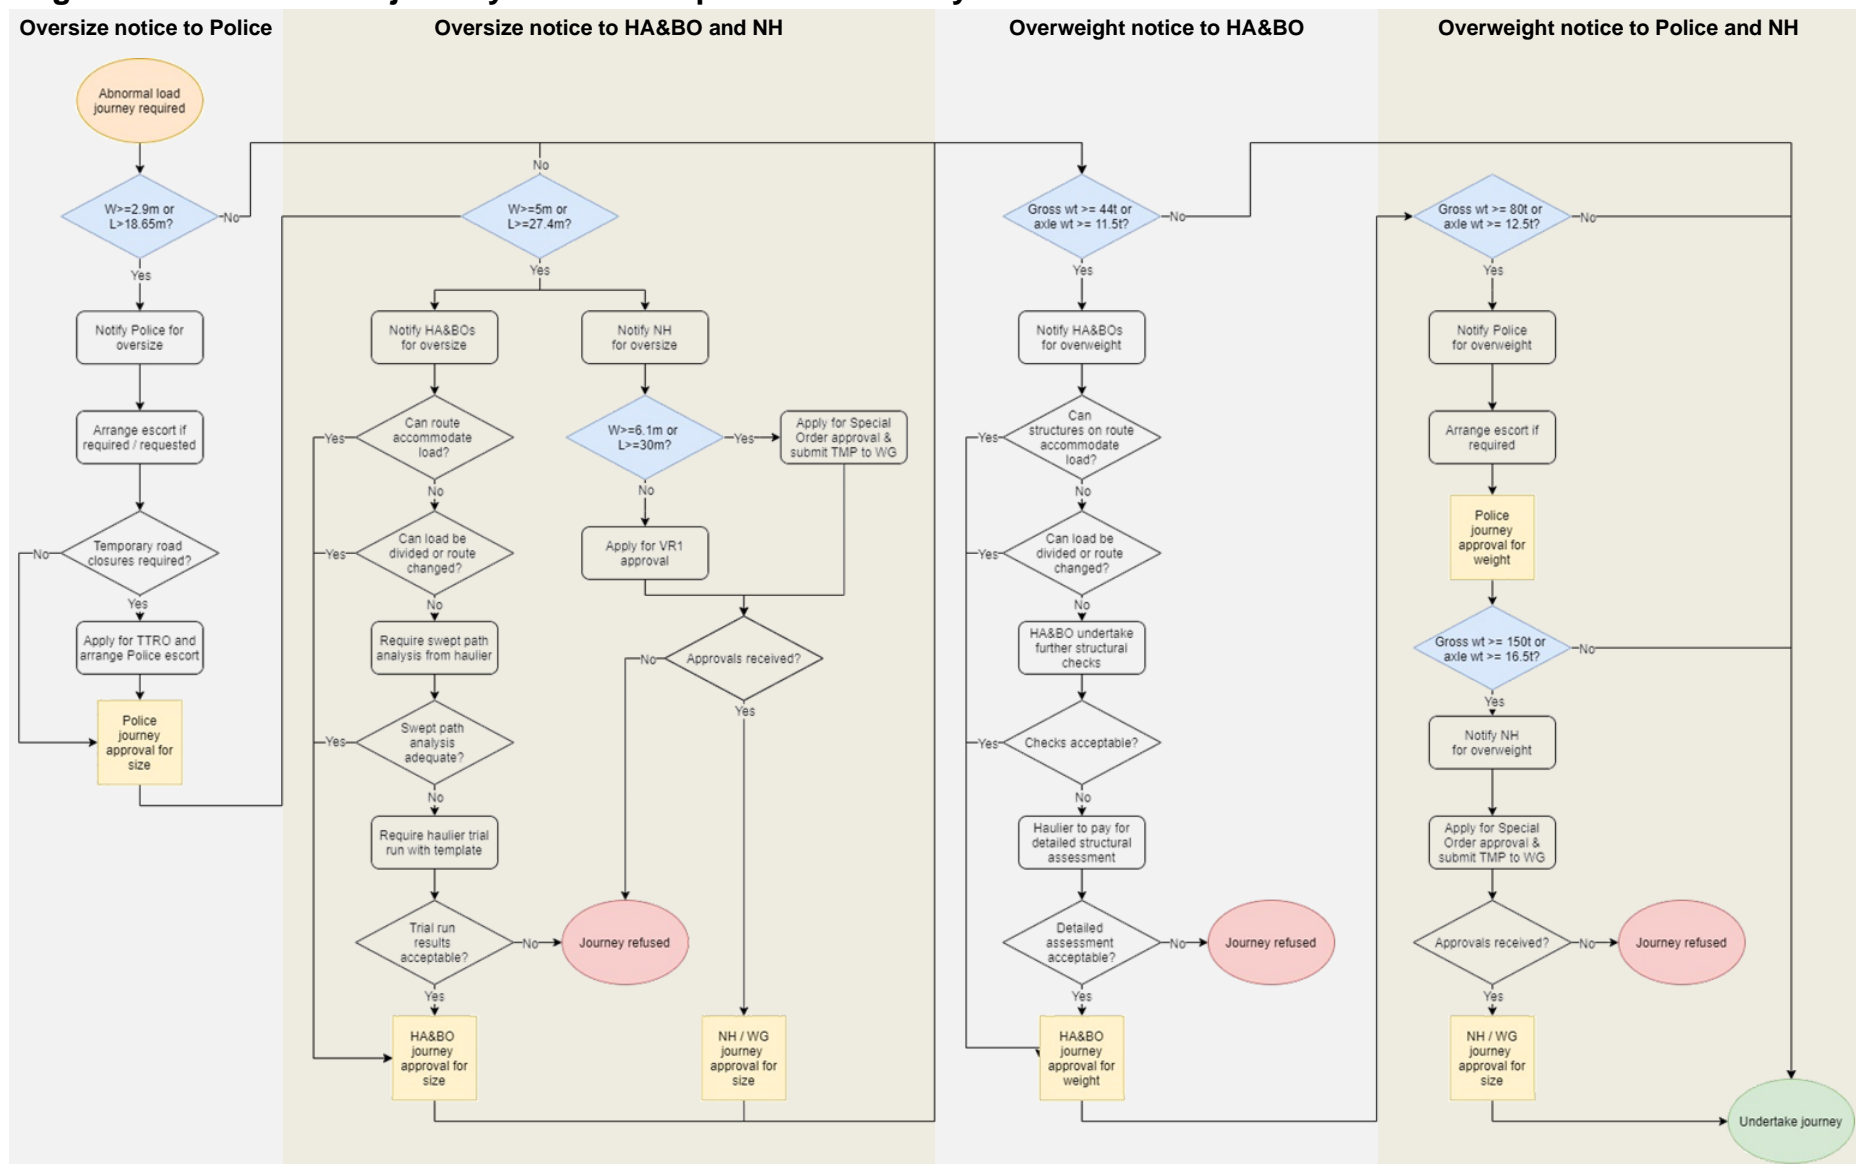 Oversize notice to Police
Abnormal load
journey required
W>=2.9m or
L>18.65m?
No
Yes
Notify Police for
oversize
Arrange escort if
required / requested
Temporary road
closures required?
No
Yes
Apply for TTRO and
arrange Police escort
Police
journey
approval for
size
Oversize notice to HA&BO and NH
No
W>=5m or
L>=27.4m?
Yes
Notify HA&BOs
for oversize
Can route
accommodate
load?
Yes
No
Can load be
divided or route
changed?
Yes
No
Require swept path
analysis from haulier
Swept path
analysis
adequate?
Yes
No
Require haulier trial
run with template
Trial run
results
acceptable?
No
Journey refused
Yes
HA&BO
journey
approval for
size
Notify NH
for oversize
W>=6.1m or
L>=30m?
Yes
Apply for Special
Order approval &
submit TMP to WG
No
Apply for VR1
approval
Approvals received?
No
Yes
NH / WG
journey
approval for
size
Overweight notice to HA&BO
Gross wt >= 44t or
axle wt >= 11.5t?
No
Yes
Notify HA&BOs
for overweight
Can
structures on route
accommodate
load?
Yes
No
Can load be
divided or route
changed?
Yes
No
HA&BO undertake
further structural
checks
Checks acceptable?
Yes
No
Haulier to pay for
detailed structural
assessment
Detailed
assessment
acceptable?
No
Journey refused
Yes
HA&BO
journey
approval for
weight
Overweight notice to Police and NH
Gross wt >= 80t or
axle wt >= 12.5t?
No
Yes
Notify Police
for overweight
Arrange escort if
required
Police
journey
approval for
weight
Gross wt >= 150t or
axle wt >= 16.5t?
No
Yes
Notify NH
for overweight
Apply for Special
Order approval &
submit TMP to WG
Approvals received?
No
Journey refused
Yes
NH / WG
journey
approval for
size
Undertake journey